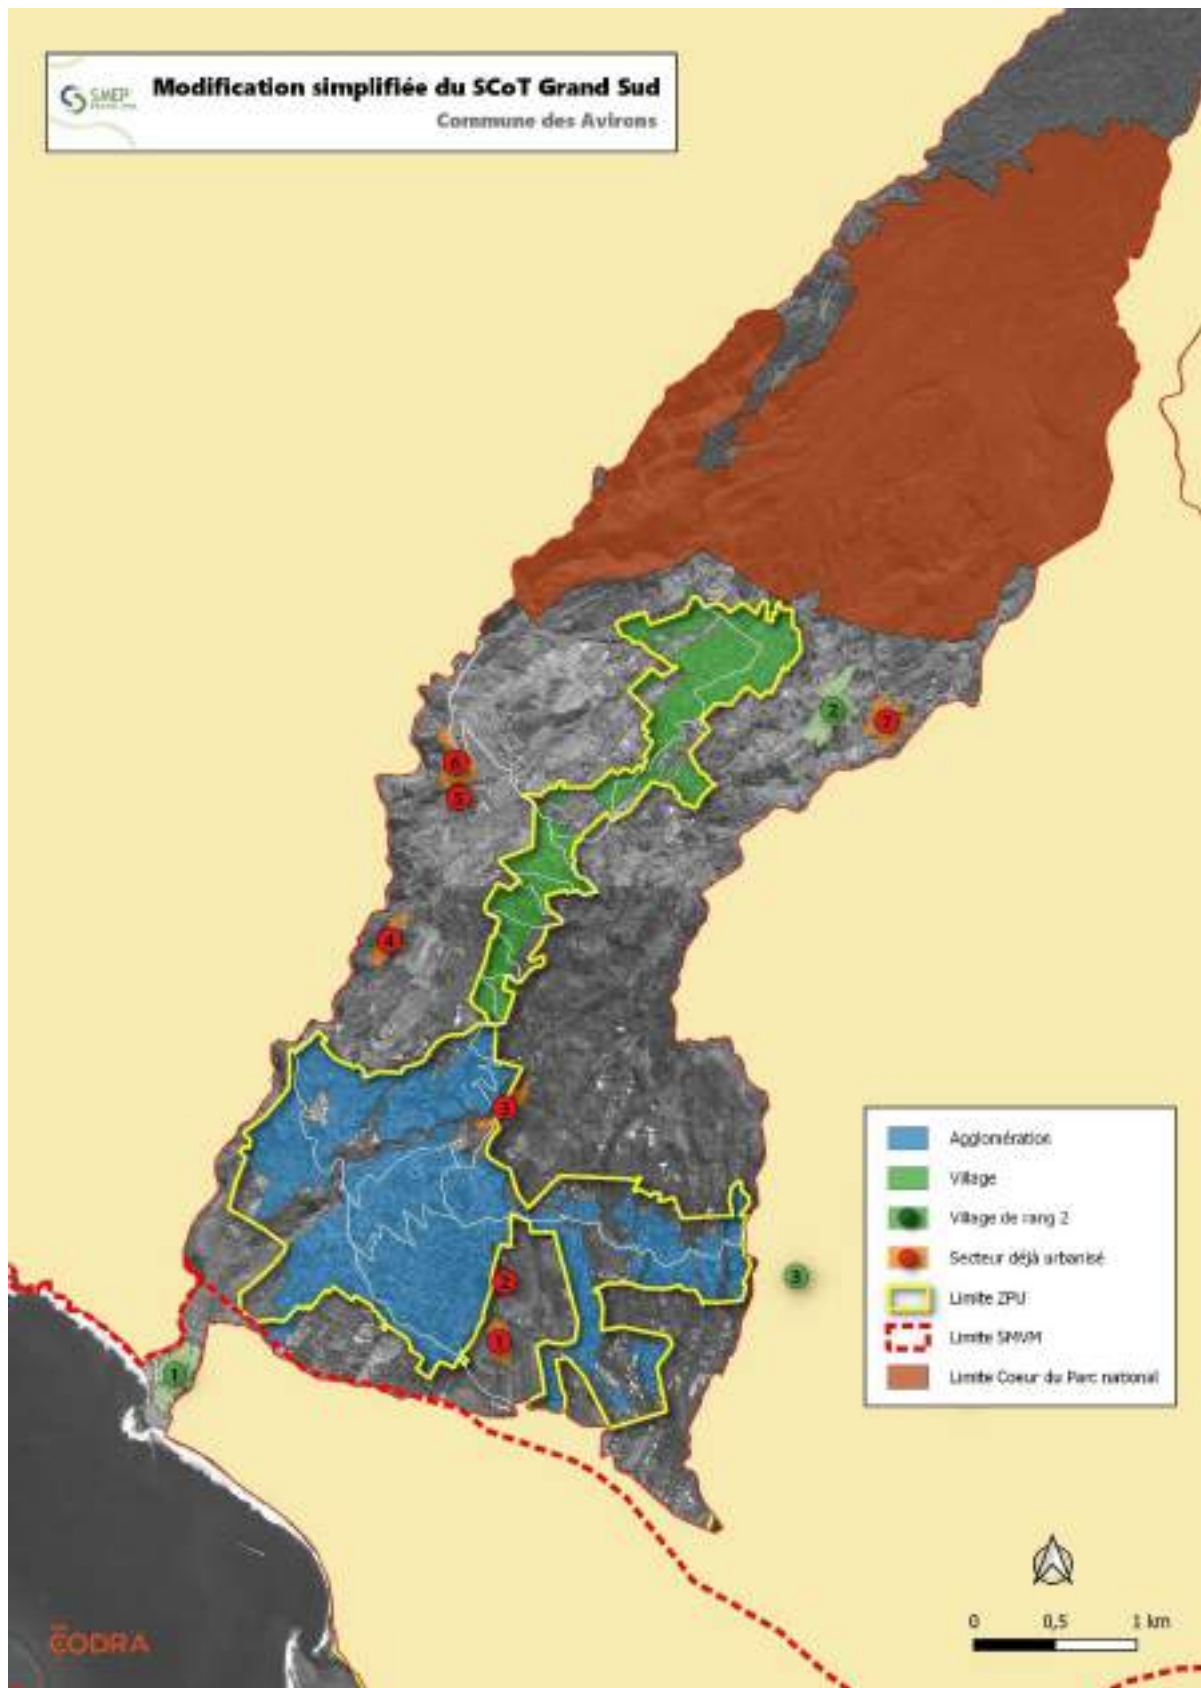 SMEP
Modification simplifiée du SCoT Grand Sud
Commune des Avirons
2
7
6
5
4
3
2
1
3
1
Agglomération
Village
Village de rang 2
Secteur déjà urbanisé
Limite ZPU
Limite SMVM
Limite Coeur du Parc national
0 0,5 1 km
CODRA